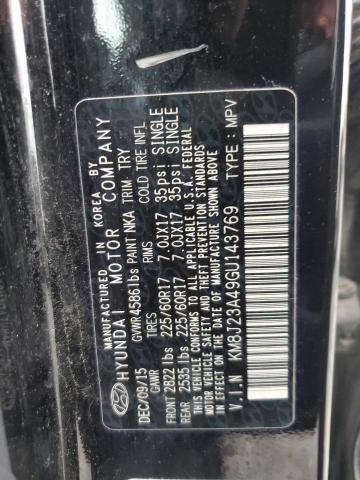 MANUFACTURED IN KOREA BY
HYUNDAI MOTOR COMPANY
DEC/09/15 GVWR 4586 lbs PAINT NKA TRIM TRY
GAWR TIRES RIMS COLD TIRE INFL
FRONT 2822 lbs 225/60R17 7.0JX17 35psi SINGLE
REAR 2535 lbs 225/60R17 7.0JX17 35psi SINGLE
THIS VEHICLE CONFORMS TO ALL APPLICABLE U.S.A. FEDERAL
MOTOR VEHICLE SAFETY, BUMPER, AND THEFT PREVENTION STANDARDS
IN EFFECT ON THE DATE OF MANUFACTURE SHOWN ABOVE.
V.I.N KM8J23A49GU143769 TYPE: MPV